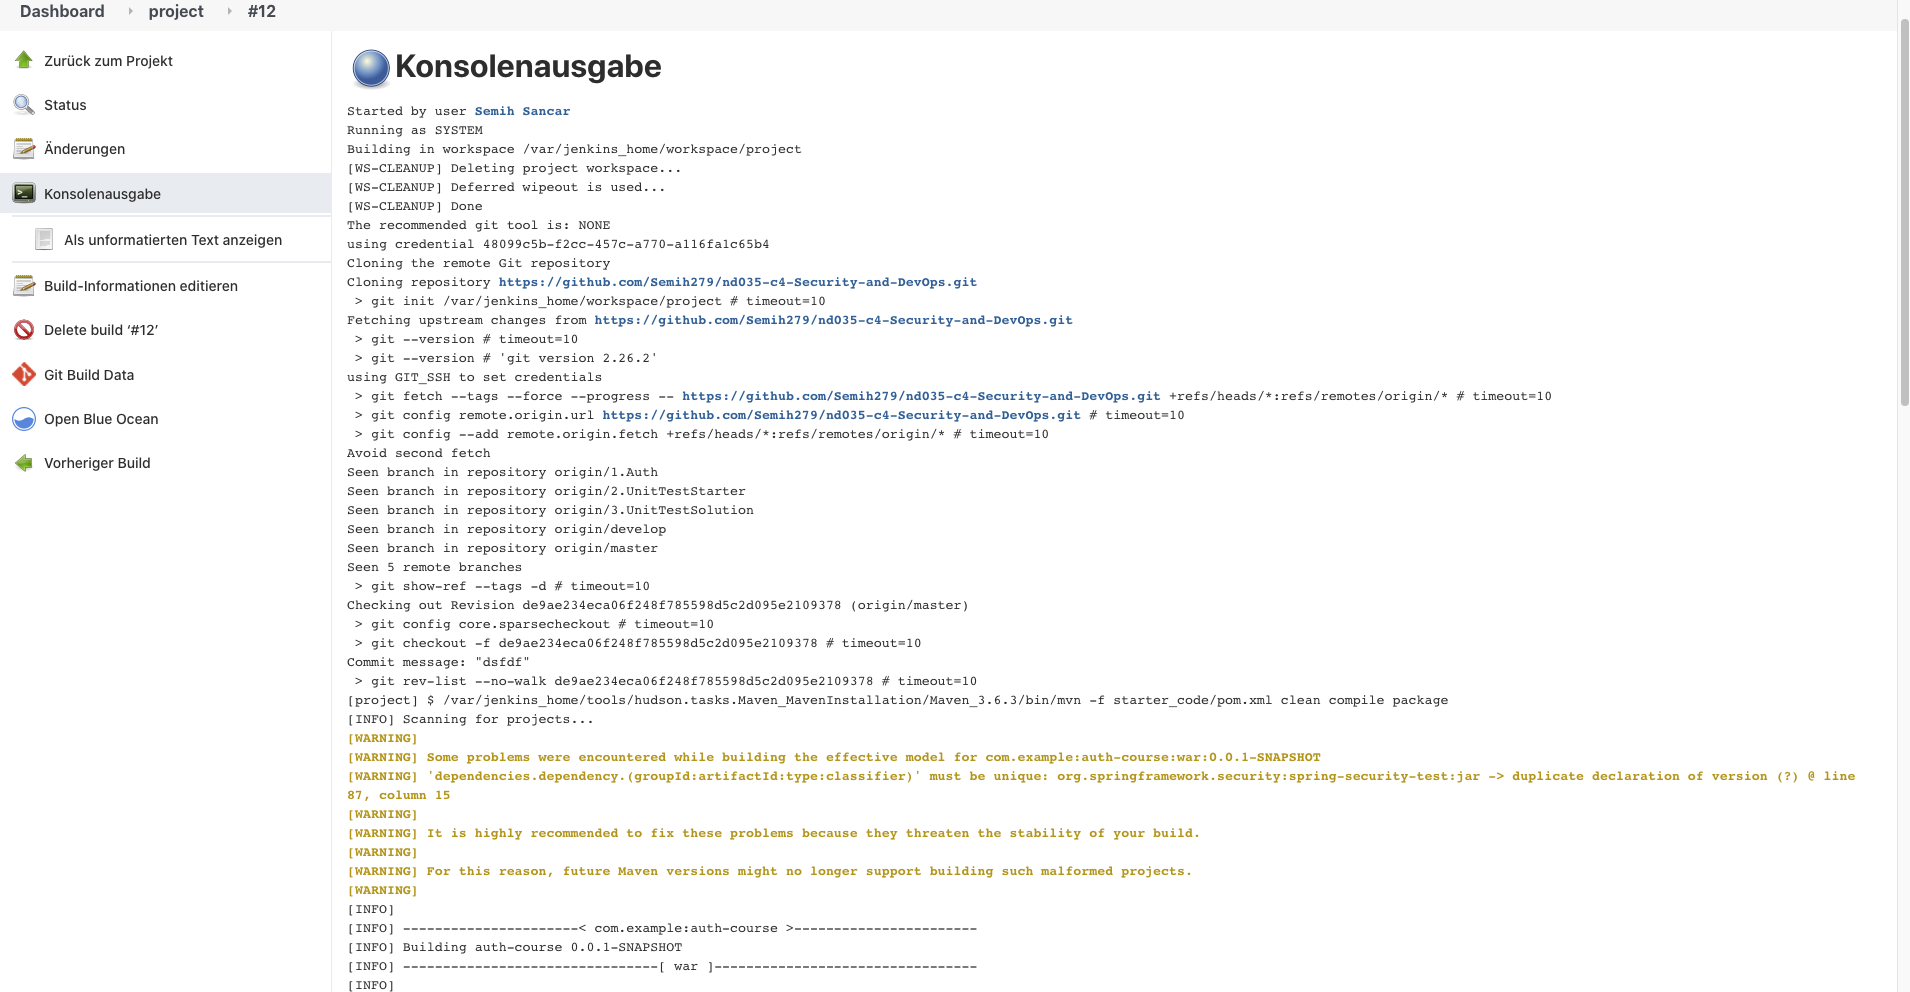 Dashboard project #12
Zurück zum Projekt
Status
Änderungen
Konsolenausgabe
Als unformatierten Text anzeigen
Build-Informationen editieren
Delete build ‘#12’
Git Build Data
Open Blue Ocean
Vorheriger Build
Konsolenausgabe
Started by user Semih Sancar
Running as SYSTEM
Building in workspace /var/jenkins_home/workspace/project
[WS-CLEANUP] Deleting project workspace...
[WS-CLEANUP] Deferred wipeout is used...
[WS-CLEANUP] Done
The recommended git tool is: NONE
using credential 48099c5b-f2cc-457c-a770-a116fa1c65b4
Cloning the remote Git repository
Cloning repository https://github.com/Semih279/nd035-c4-Security-and-DevOps.git
 > git init /var/jenkins_home/workspace/project # timeout=10
Fetching upstream changes from https://github.com/Semih279/nd035-c4-Security-and-DevOps.git
 > git --version # timeout=10
 > git --version # 'git version 2.26.2'
using GIT_SSH to set credentials
 > git fetch --tags --force --progress -- https://github.com/Semih279/nd035-c4-Security-and-DevOps.git +refs/heads/*:refs/remotes/origin/* # timeout=10
 > git config remote.origin.url https://github.com/Semih279/nd035-c4-Security-and-DevOps.git # timeout=10
 > git config --add remote.origin.fetch +refs/heads/*:refs/remotes/origin/* # timeout=10
Avoid second fetch
Seen branch in repository origin/1.Auth
Seen branch in repository origin/2.UnitTestStarter
Seen branch in repository origin/3.UnitTestSolution
Seen branch in repository origin/develop
Seen branch in repository origin/master
Seen 5 remote branches
 > git show-ref --tags -d # timeout=10
Checking out Revision de9ae234eca06f248f785598d5c2d095e2109378 (origin/master)
 > git config core.sparsecheckout # timeout=10
 > git checkout -f de9ae234eca06f248f785598d5c2d095e2109378 # timeout=10
Commit message: "dsfdf"
 > git rev-list --no-walk de9ae234eca06f248f785598d5c2d095e2109378 # timeout=10
[project] $ /var/jenkins_home/tools/hudson.tasks.Maven_MavenInstallation/Maven_3.6.3/bin/mvn -f starter_code/pom.xml clean compile package
[INFO] Scanning for projects...
[WARNING]
[WARNING] Some problems were encountered while building the effective model for com.example:auth-course:war:0.0.1-SNAPSHOT
[WARNING] 'dependencies.dependency.(groupId:artifactId:type:classifier)' must be unique: org.springframework.security:spring-security-test:jar -> duplicate declaration of version (?) @ line
87, column 15
[WARNING]
[WARNING] It is highly recommended to fix these problems because they threaten the stability of your build.
[WARNING]
[WARNING] For this reason, future Maven versions might no longer support building such malformed projects.
[WARNING]
[INFO]
[INFO] ----------------------< com.example:auth-course >-----------------------
[INFO] Building auth-course 0.0.1-SNAPSHOT
[INFO] --------------------------------[ war ]---------------------------------
[INFO]